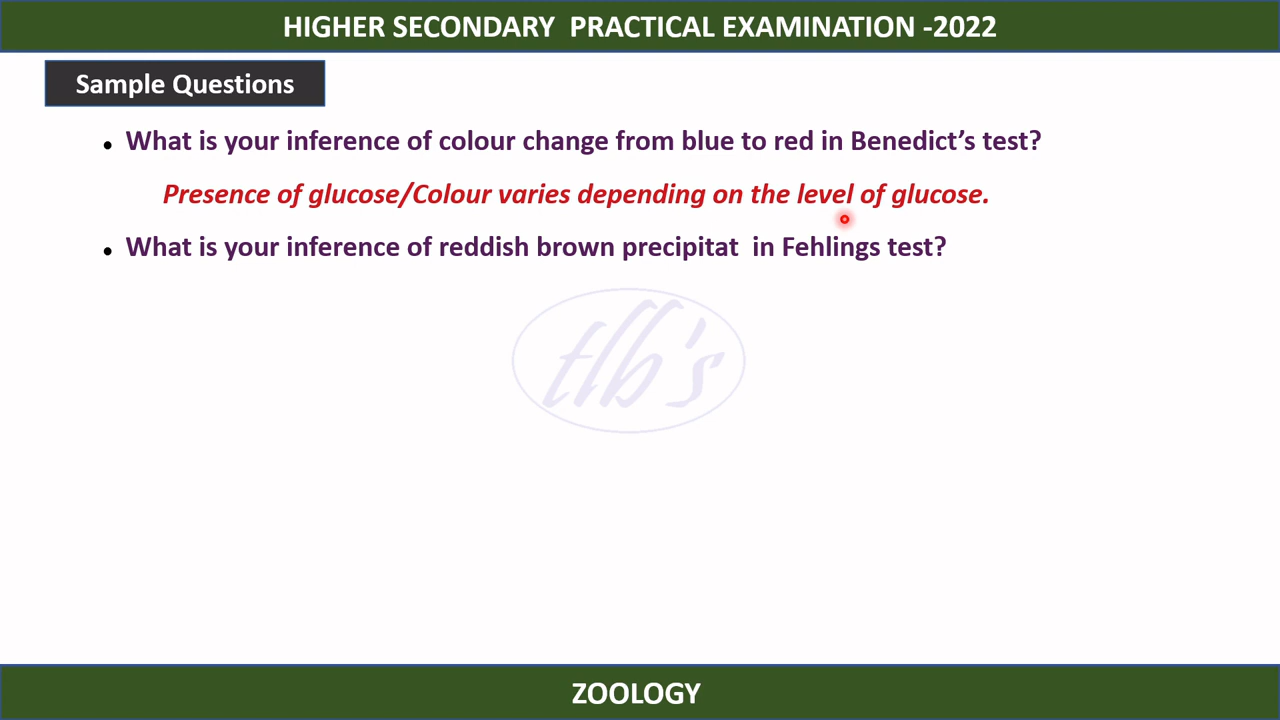 HIGHER SECONDARY PRACTICAL EXAMINATION -2022
Sample Questions
• What is your inference of colour change from blue to red in Benedict's test?
Presence of glucose/Colour varies depending on the level of glucose.
• What is your inference of reddish brown precipitat in Fehlings test?
tlb's
ZOOLOGY